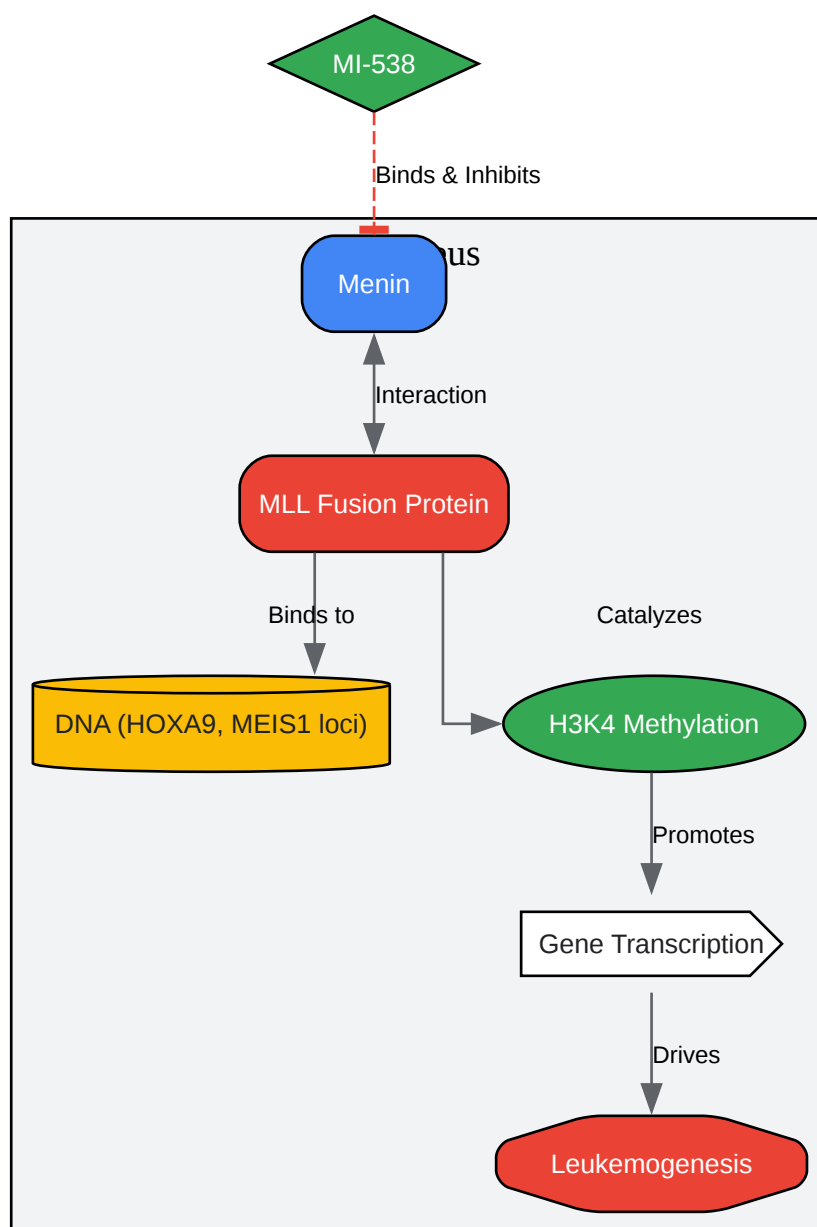 MI-538
Binds & Inhibits
eus
Menin
Interaction
MLL Fusion Protein
Binds to
Catalyzes
DNA (HOXA9, MEIS1 loci)
H3K4 Methylation
Promotes
Gene Transcription
Drives
Leukemogenesis